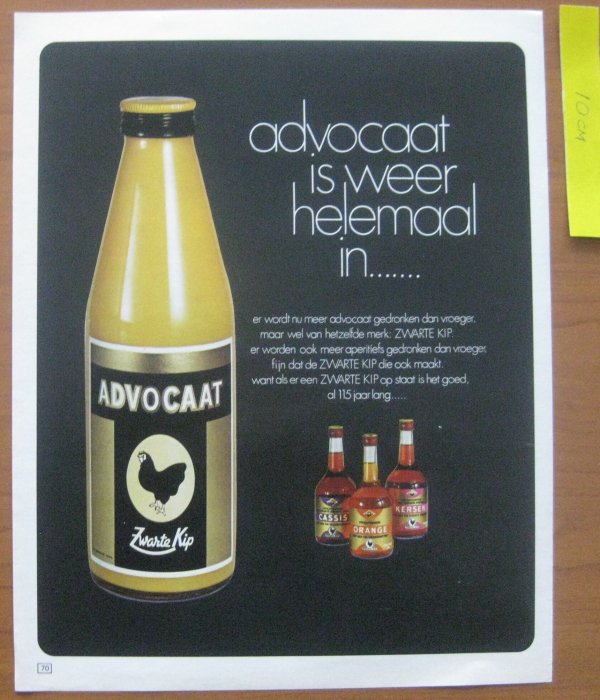 advocaat
is weer
helemaal
in.......
er wordt nu meer advocaat gedronken dan vroeger.
maar wel van hetzelfde merk: ZWARTE KIP.
er worden ook meer aperitiefs gedronken dan vroeger.
fijn dat de ZWARTE KIP die ook maakt.
want als er een ZWARTE KIP op staat is het goed,
al 115 jaar lang.....
ADVOCAAT
Zwarte Kip
CASSIS
ORANGE
KERSEN
70
10cm